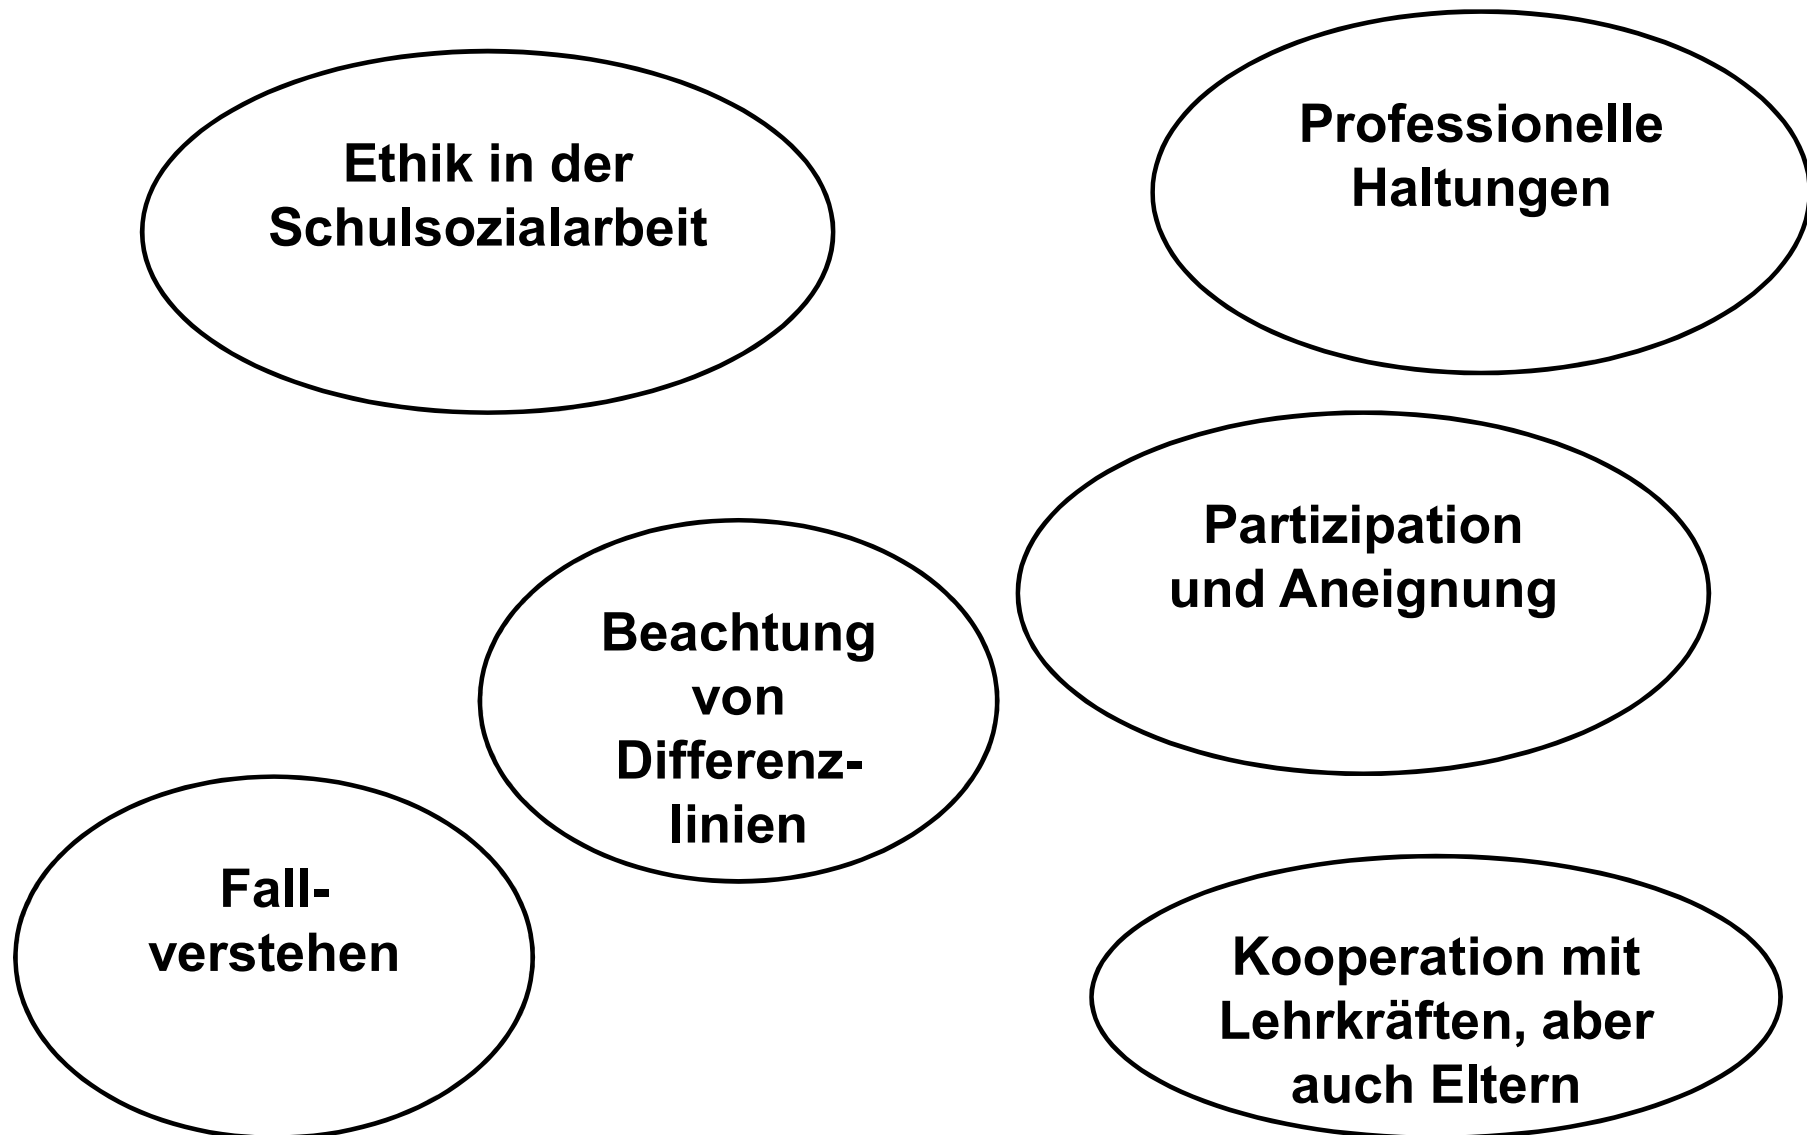 Ethik in der
Schulsozialarbeit
Professionelle
Haltungen
Partizipation
und Aneignung
Beachtung
von
Differenz-
linien
Fall-
verstehen
Kooperation mit
Lehrkräften, aber
auch Eltern